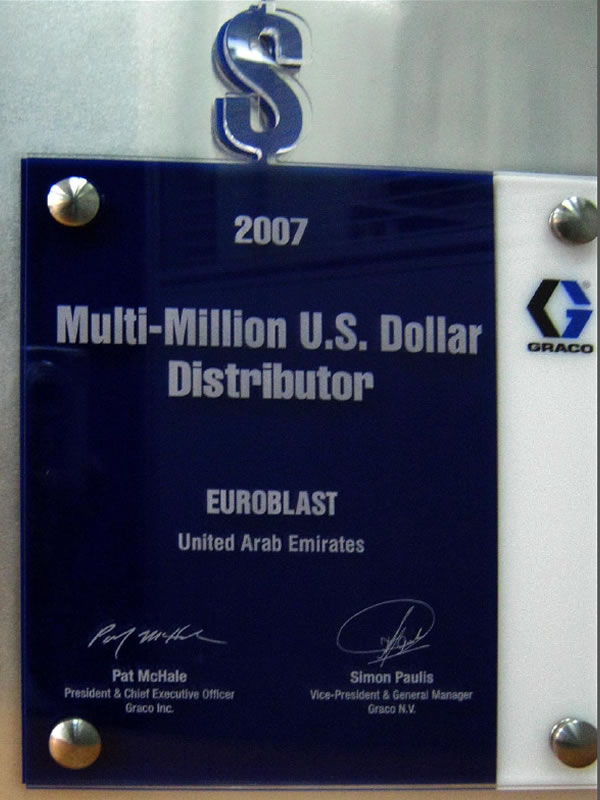 $
2007
Multi-Million U.S. Dollar
Distributor
GRACO
EUROBLAST
United Arab Emirates
Pat McHale
President & Chief Executive Officer
Graco Inc.
Simon Paulis
Vice-President & General Manager
Graco N.V.